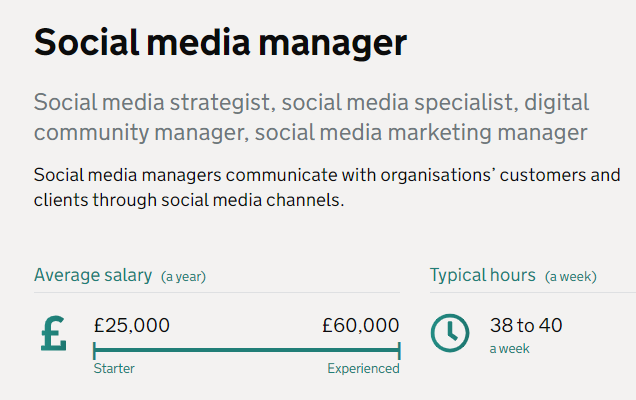 Social media manager
Social media strategist, social media specialist, digital
community manager, social media marketing manager
Social media managers communicate with organisations’ customers and
clients through social media channels.
Average salary (a year)
£
£25,000
£60,000
Starter
Experienced
Typical hours (a week)
38 to 40
a week